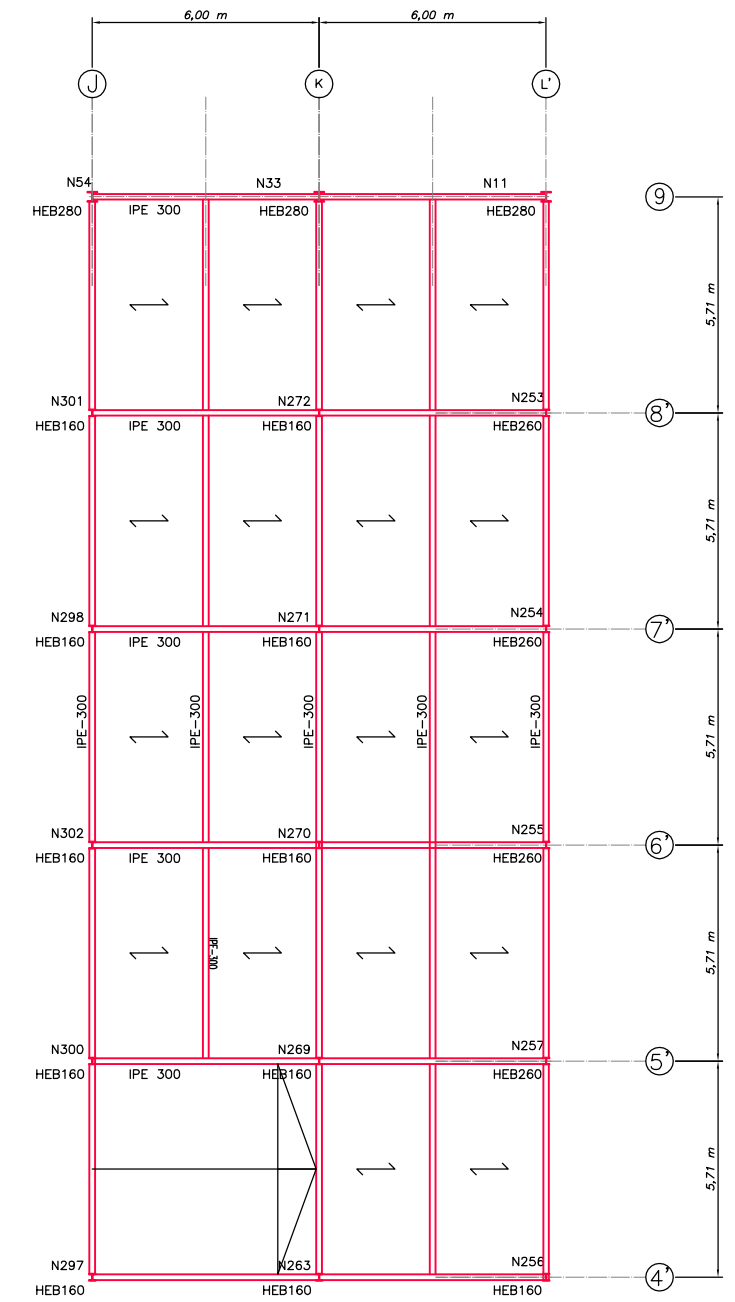 6,00 m 6,00 m
J K L'
N54 N33 N11
9
HEB280 IPE 300 HEB280 HEB280
5,71 m
N301 N272 N253
8'
HEB160 IPE 300 HEB160 HEB260
5,71 m
N298 N271 N254
7'
HEB160 IPE 300 HEB160 HEB260
IPE-300 IPE-300 IPE-300 IPE-300 IPE-300
5,71 m
N302 N270 N255
6'
HEB160 IPE 300 HEB160 HEB260
IPE-300
5,71 m
N300 N269 N257
5'
HEB160 IPE 300 HEB160 HEB260
5,71 m
N297 N263 N256
4'
HEB160 HEB160 HEB160